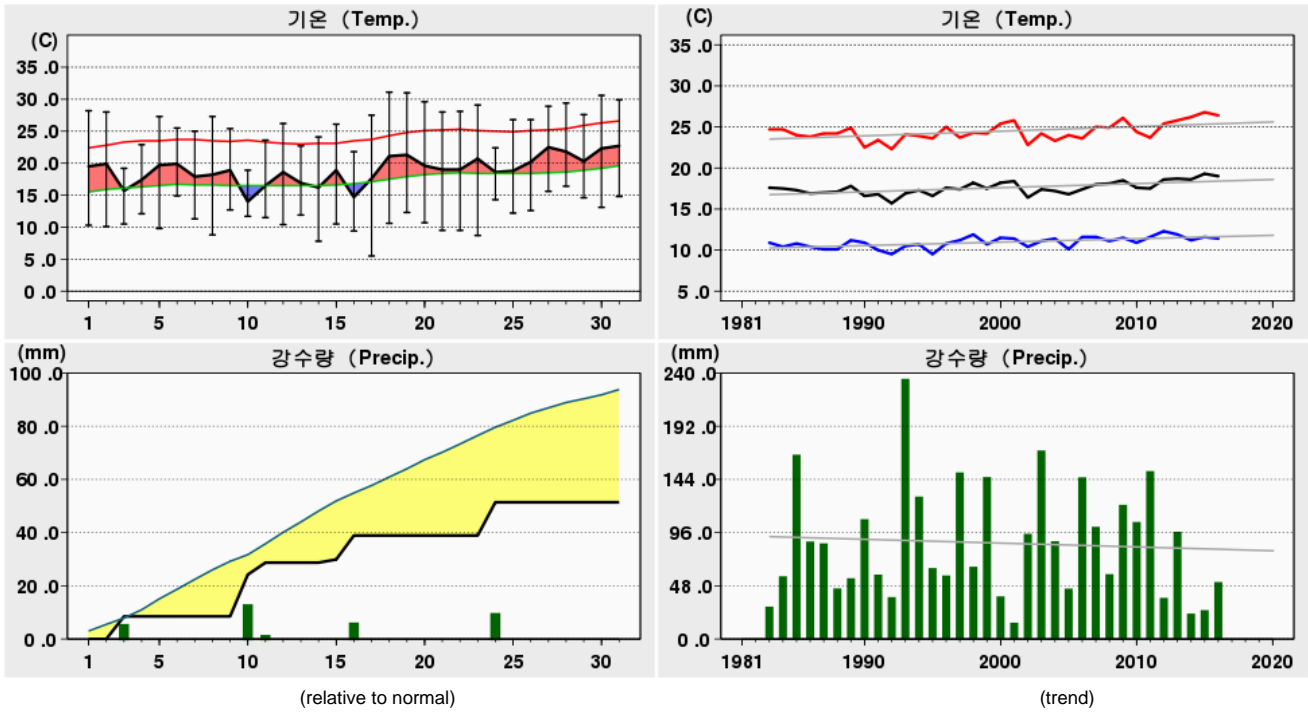 기온 (Temp.)
(C)
35 .0
30 .0
25 .0
20 .0
15 .0
10 .0
5 .0
0 .0
1 5 10 15 20 25 30
기온 (Temp.)
(C)
35 .0
30 .0
25 .0
20 .0
15 .0
10 .0
5 .0
1981 1990 2000 2010 2020
강수량 (Precip.)
(mm)
100 .0
80 .0
60 .0
40 .0
20 .0
0 .0
1 5 10 15 20 25 30
(relative to normal)
강수량 (Precip.)
(mm)
240 .0
192 .0
144 .0
96 .0
48 .0
0 .0
1981 1990 2000 2010 2020
(trend)